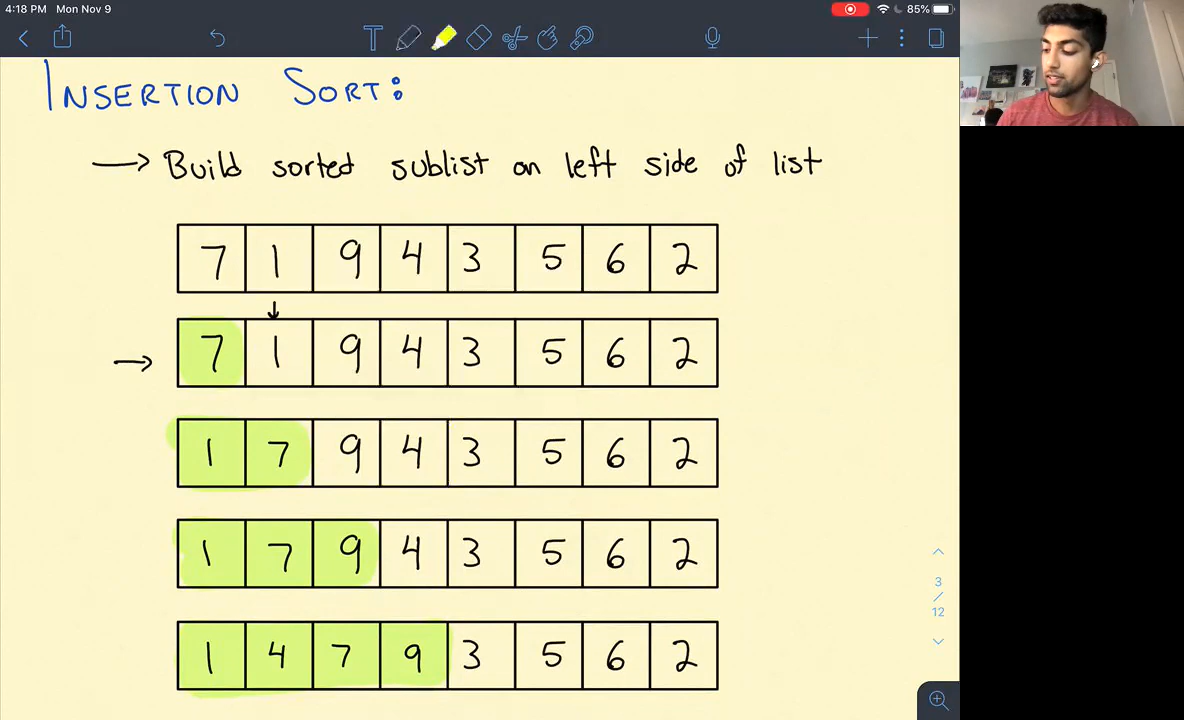 4:18 PM Mon Nov 9
85%
INSERTION SORT:
→ Build sorted sublist on left side of list
7 1 9 4 3 5 6 2
7 1 9 4 3 5 6 2
1 7 9 4 3 5 6 2
1 7 9 4 3 5 6 2
1 4 7 9 3 5 6 2
3
/
12